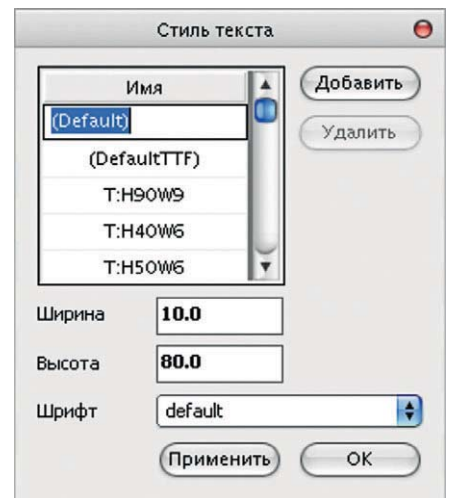 Стиль текста
Имя
(Default)
(DefaultTTF)
T:H90W9
T:H40W6
T:H50W6
Добавить
Удалить
Ширина 10.0
Высота 80.0
Шрифт default
Применить OK